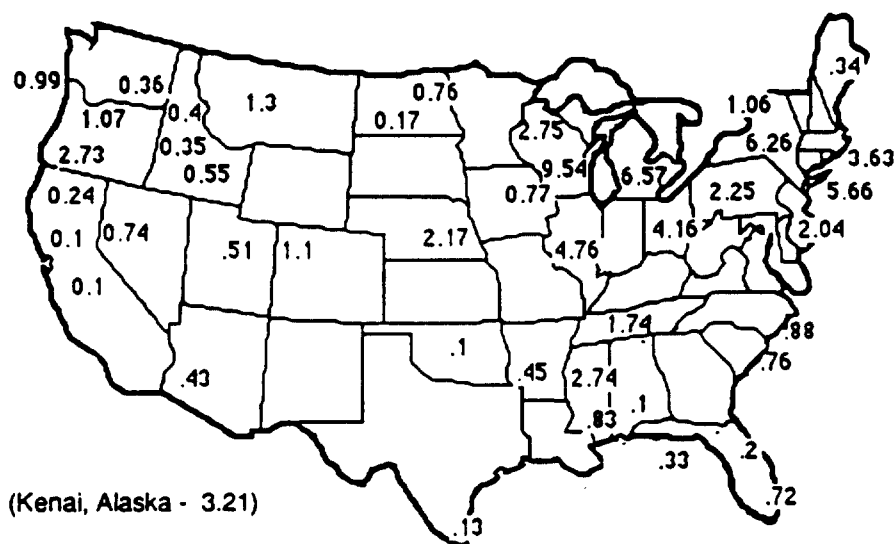 .34
0.99 0.36 1.3 0.76 1.06
1.07 0.4 0.17 2.75 6.26
2.73 0.35 9.54 6.57 3.63
0.55 0.77 2.25 5.66
0.24
0.1 0.74 .51 1.1 2.17 4.76 4.16 2.04
0.1
1.74 .88
.1 .76
.43 .45 2.74
.83 .1
.33 .2
(Kenai, Alaska - 3.21) .72
.13